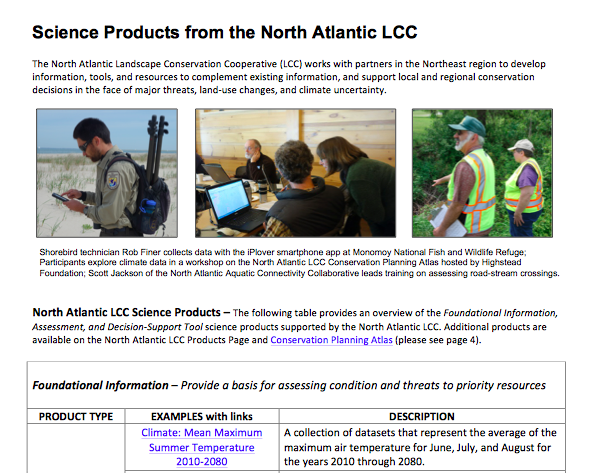 Science Products from the North Atlantic LCC
The North Atlantic Landscape Conservation Cooperative (LCC) works with partners in the Northeast region to develop
information, tools, and resources to complement existing information, and support local and regional conservation
decisions in the face of major threats, land-use changes, and climate uncertainty.
Shorebird technician Rob Finer collects data with the iPlover smartphone app at Monomoy National Fish and Wildlife Refuge;
Participants explore climate data in a workshop on the North Atlantic LCC Conservation Planning Atlas hosted by Highstead
Foundation; Scott Jackson of the North Atlantic Aquatic Connectivity Collaborative leads training on assessing road-stream crossings.
North Atlantic LCC Science Products – The following table provides an overview of the Foundational Information,
Assessment, and Decision-Support Tool science products supported by the North Atlantic LCC. Additional products are
available on the North Atlantic LCC Products Page and Conservation Planning Atlas (please see page 4).
Foundational Information – Provide a basis for assessing condition and threats to priority resources
PRODUCT TYPE EXAMPLES with links DESCRIPTION
Climate: Mean Maximum A collection of datasets that represent the average of the
Summer Temperature maximum air temperature for June, July, and August for
2010-2080 the years 2010 through 2080.